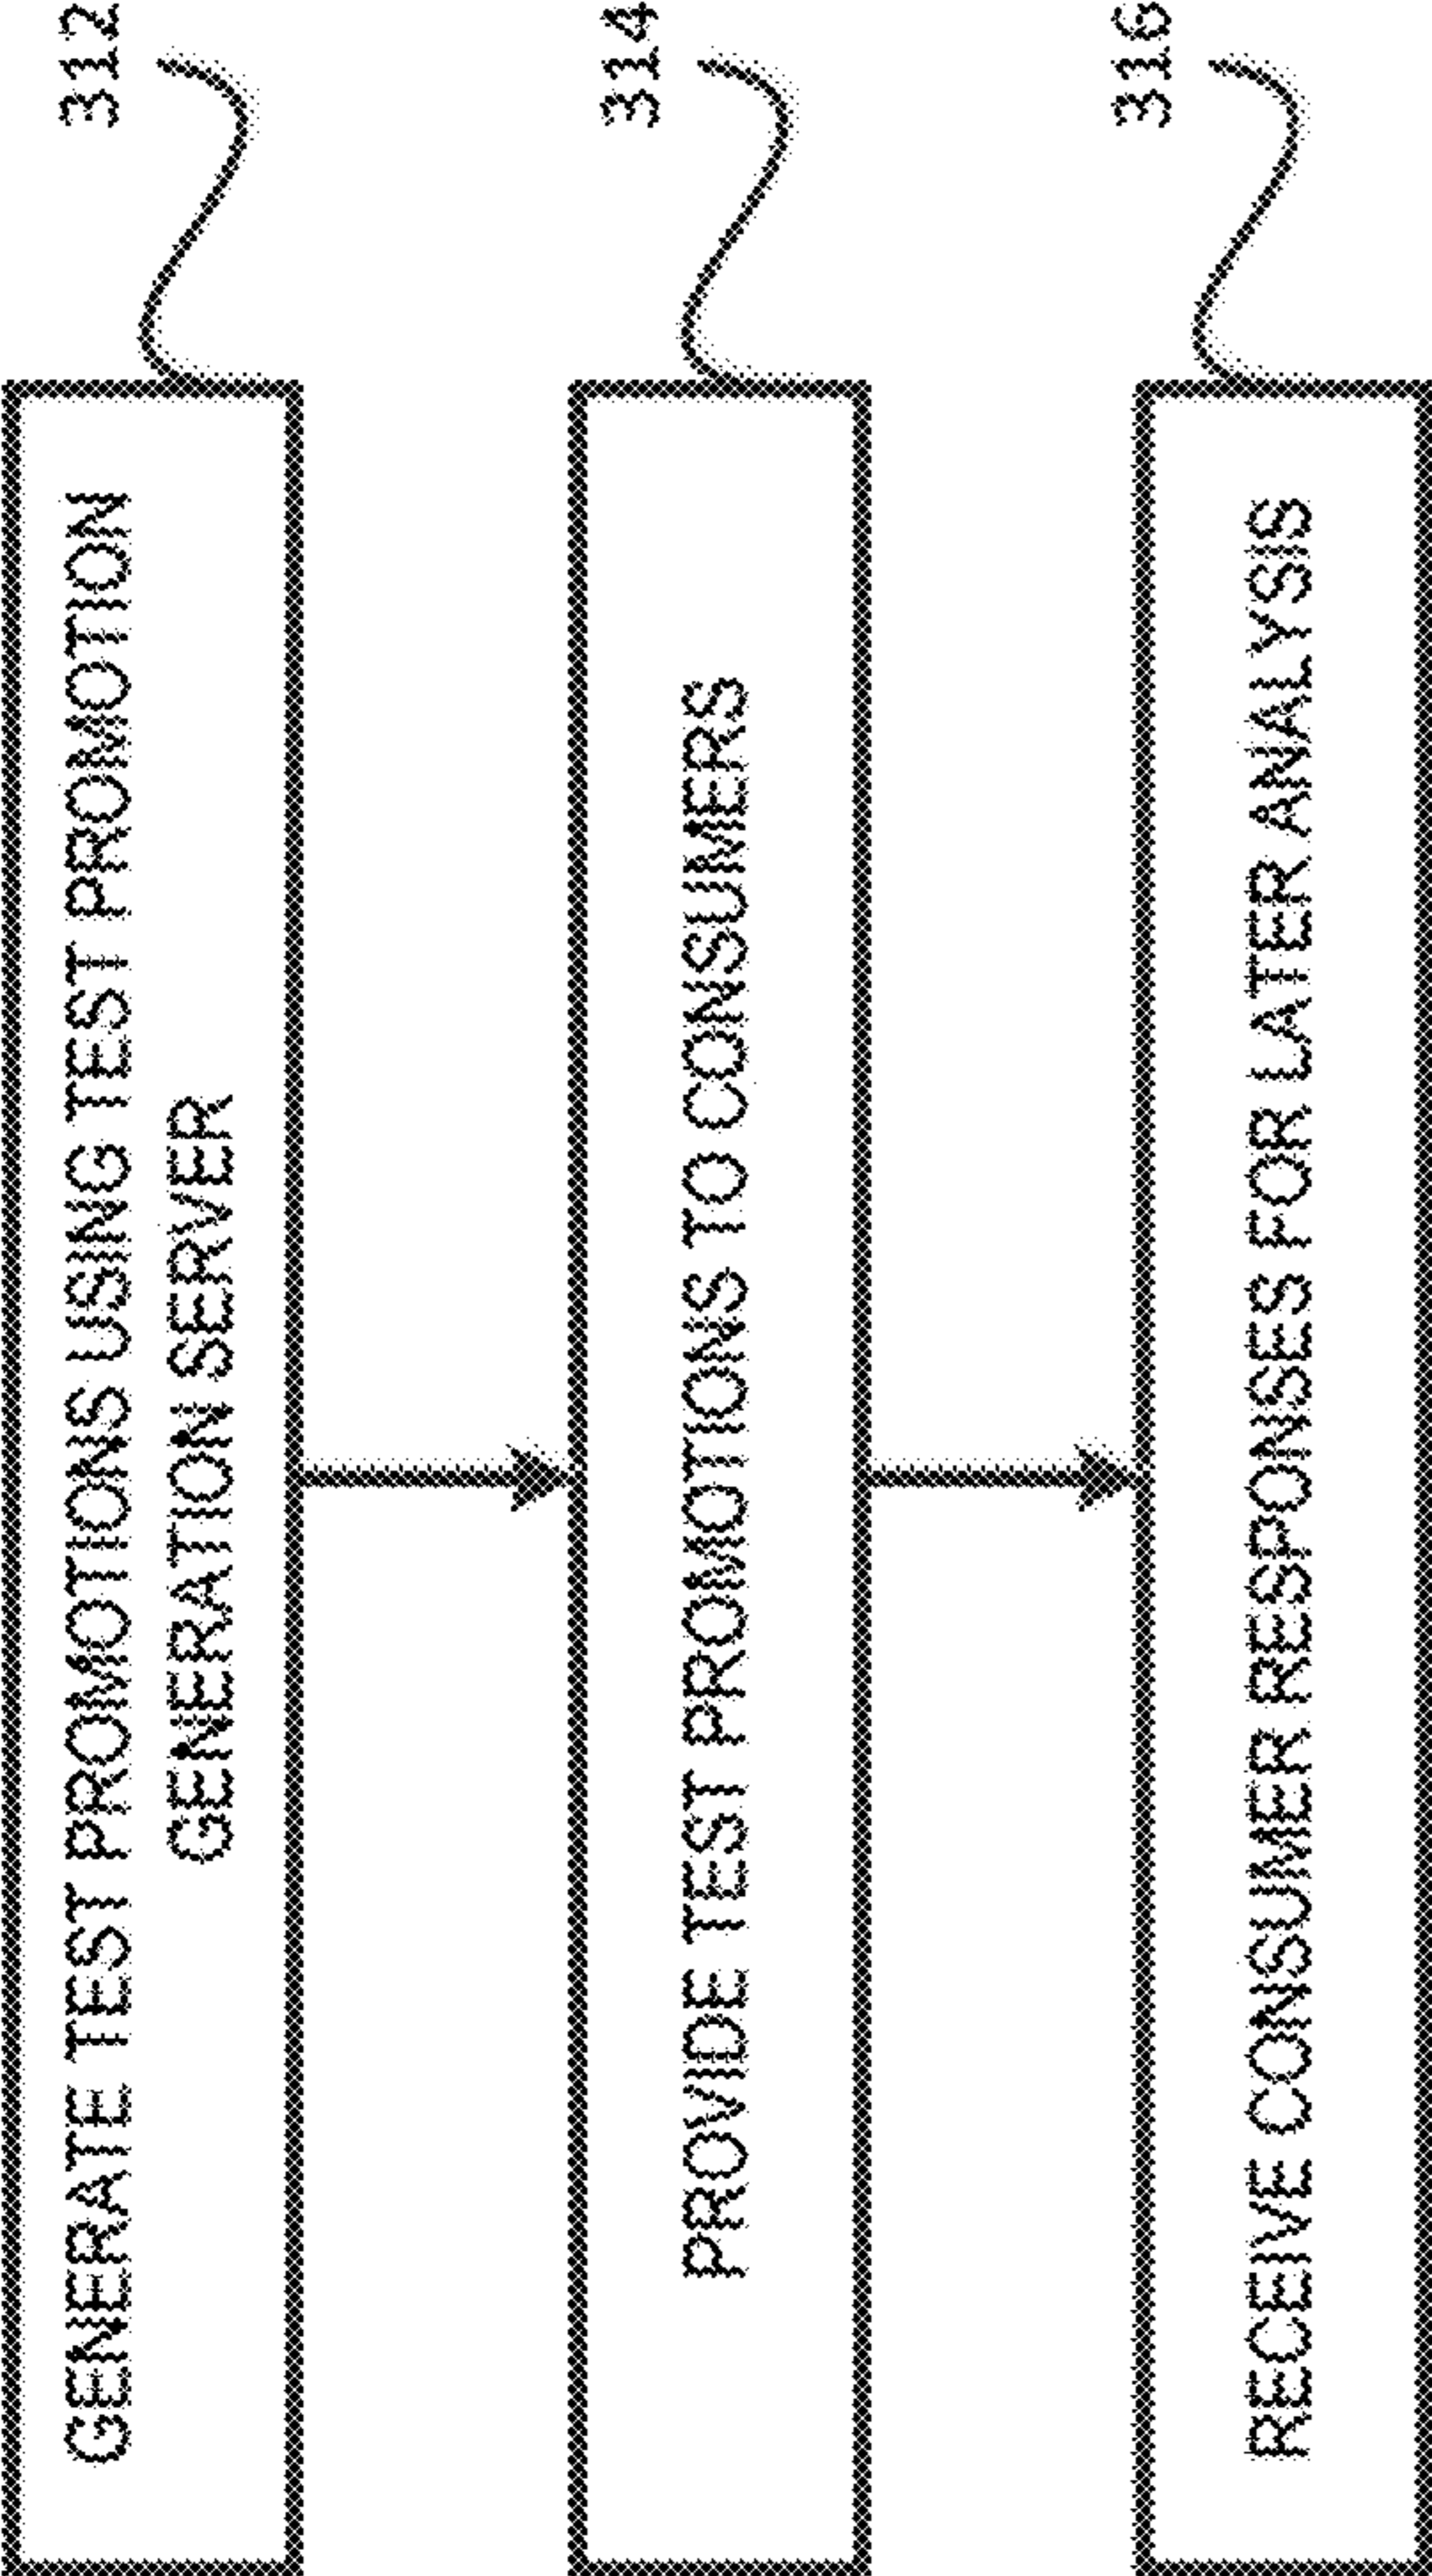 GENERATE TEST PROMOTIONS USING TEST PROMOTION
GENERATION SERVER
312
PROVIDE TEST PROMOTIONS TO CONSUMERS
314
RECEIVE CONSUMER RESPONSES FOR LATER ANALYSIS
316